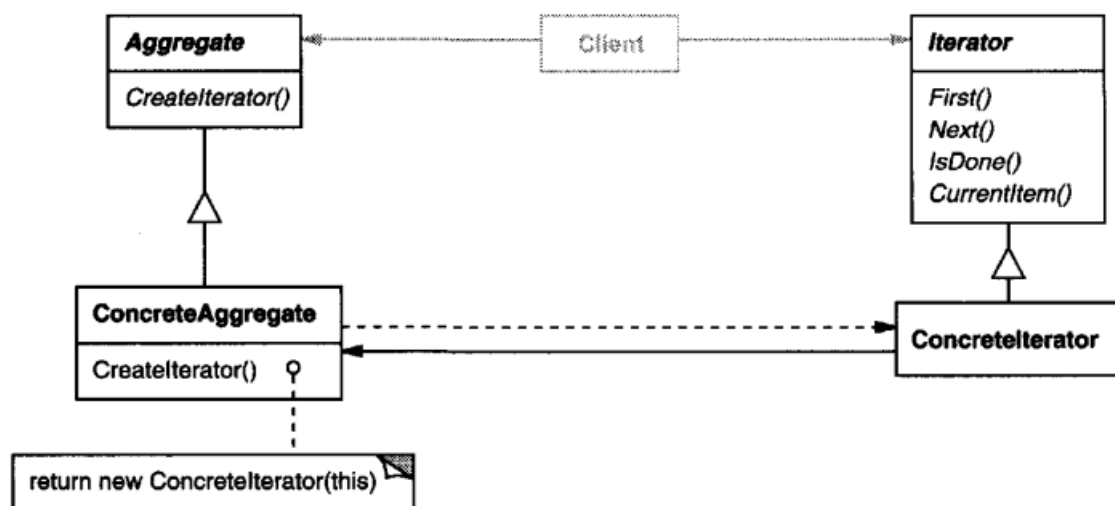 Aggregate
CreateIterator()
Client
Iterator
First()
Next()
IsDone()
CurrentItem()
ConcreteAggregate
CreateIterator()
ConcreteIterator
return new ConcreteIterator(this)